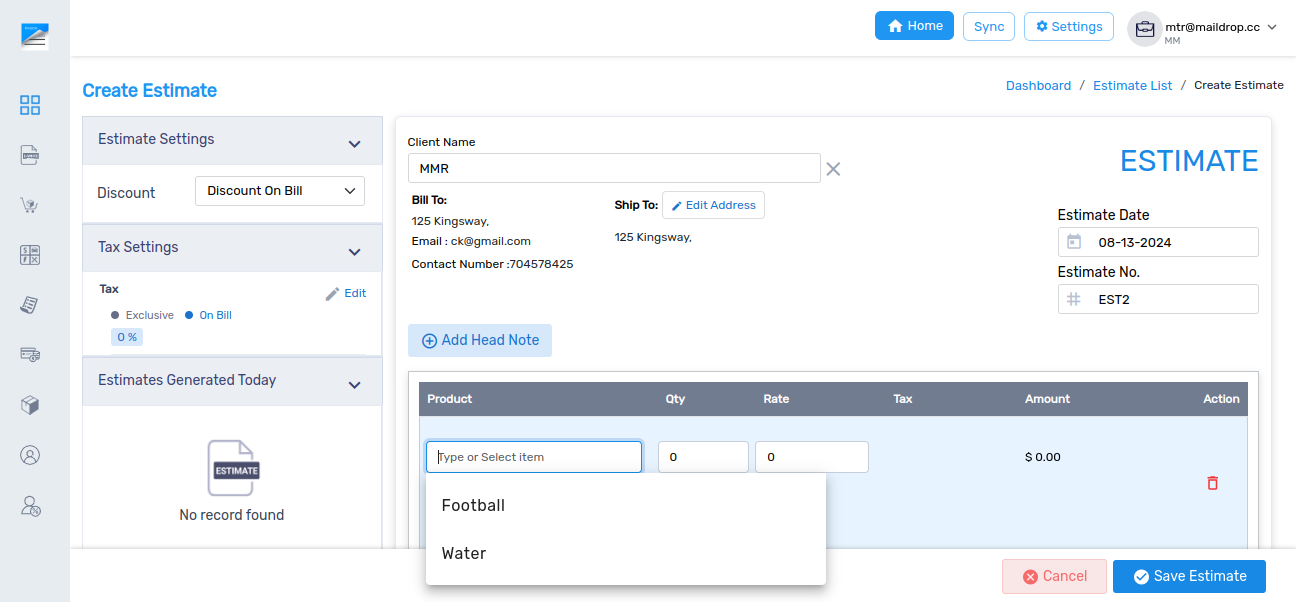 Home
Sync
Settings
mtr@maildrop.cc
MM
Create Estimate
Dashboard / Estimate List / Create Estimate
Estimate Settings
Discount
Discount On Bill
Tax Settings
Tax
Edit
Exclusive
On Bill
0 %
Estimates Generated Today
ESTIMATE
No record found
Client Name
MMR
ESTIMATE
Bill To:
125 Kingsway,
Email : ck@gmail.com
Contact Number :704578425
Ship To:
Edit Address
125 Kingsway,
Estimate Date
08-13-2024
Estimate No.
EST2
Add Head Note
Product Qty Rate Tax Amount Action
Type or Select item
0
0
$ 0.00
Football
Water
Cancel
Save Estimate